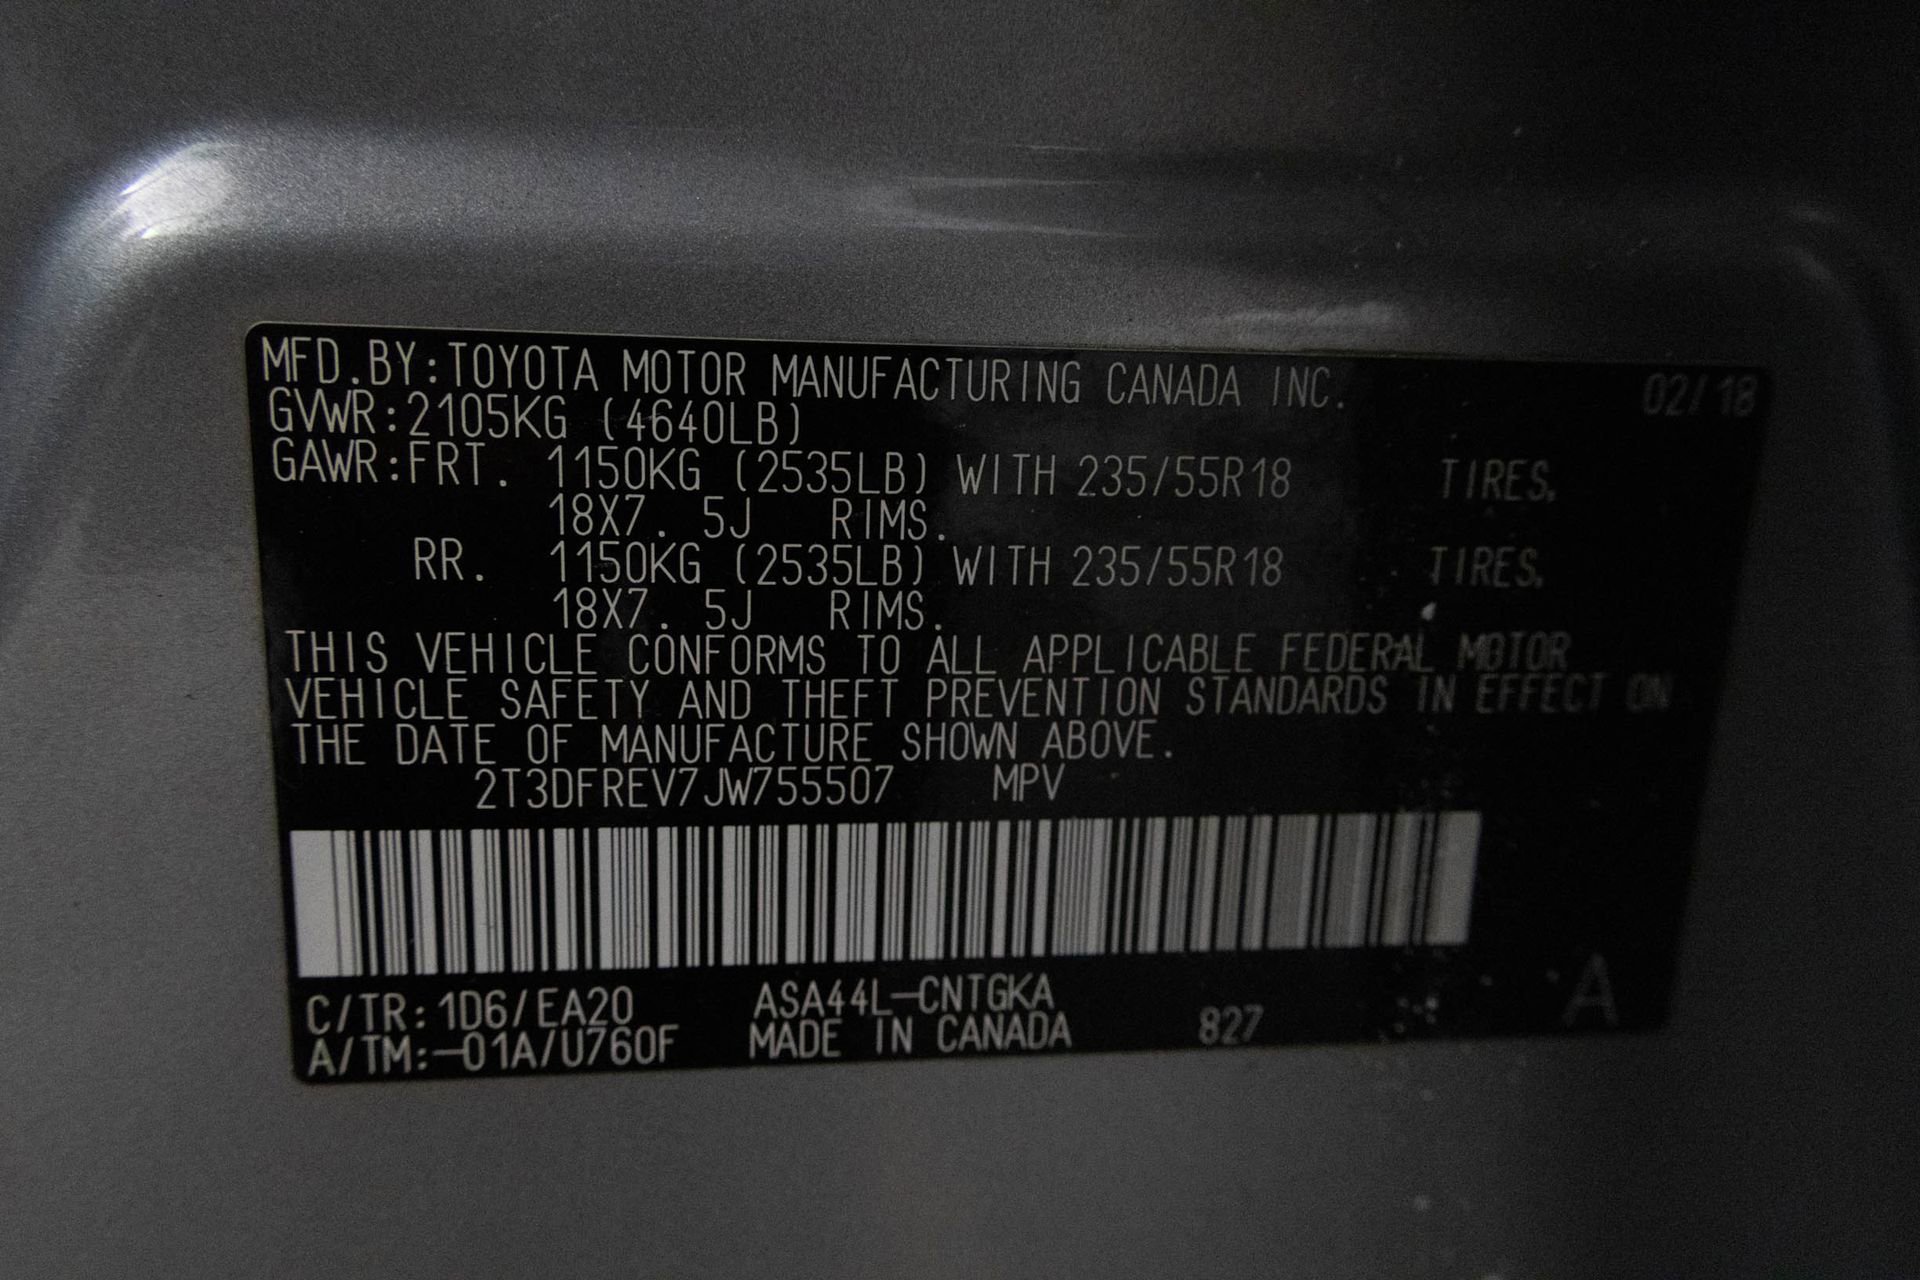 MFD.BY:TOYOTA MOTOR MANUFACTURING CANADA INC. 02/18
GVWR:2105KG (4640LB)
GAWR:FRT. 1150KG (2535LB) WITH 235/55R18 TIRES,
18X7. 5J RIMS.
RR. 1150KG (2535LB) WITH 235/55R18 TIRES,
18X7. 5J RIMS.
THIS VEHICLE CONFORMS TO ALL APPLICABLE FEDERAL MOTOR
VEHICLE SAFETY AND THEFT PREVENTION STANDARDS IN EFFECT ON
THE DATE OF MANUFACTURE SHOWN ABOVE.
2T3DFREV7JW755507 MPV
C/TR:1D6/EA20 ASA44L-CNTGKA A
A/TM:-01A/U760F MADE IN CANADA 827